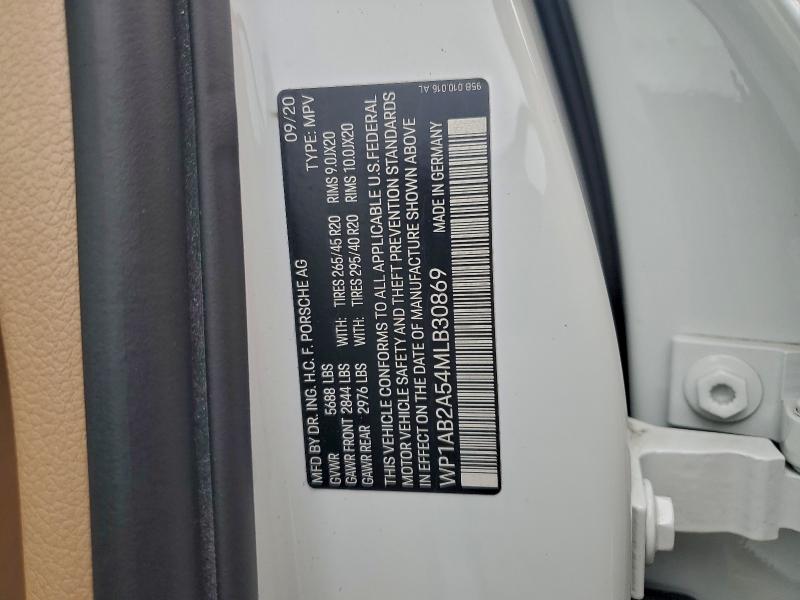 95B.010.016.AL
09/20
MFD BY DR. ING. H.C. F. PORSCHE AG TYPE: MPV
GVWR 5688 LBS WITH: TIRES 265/45 R20 RIMS 9.0JX20
GAWR FRONT 2844 LBS WITH: TIRES 295/40 R20 RIMS 10.0JX20
GAWR REAR 2976 LBS
THIS VEHICLE CONFORMS TO ALL APPLICABLE U.S.FEDERAL
MOTOR VEHICLE SAFETY AND THEFT PREVENTION STANDARDS
IN EFFECT ON THE DATE OF MANUFACTURE SHOWN ABOVE
WP1AB2A54MLB30869 MADE IN GERMANY